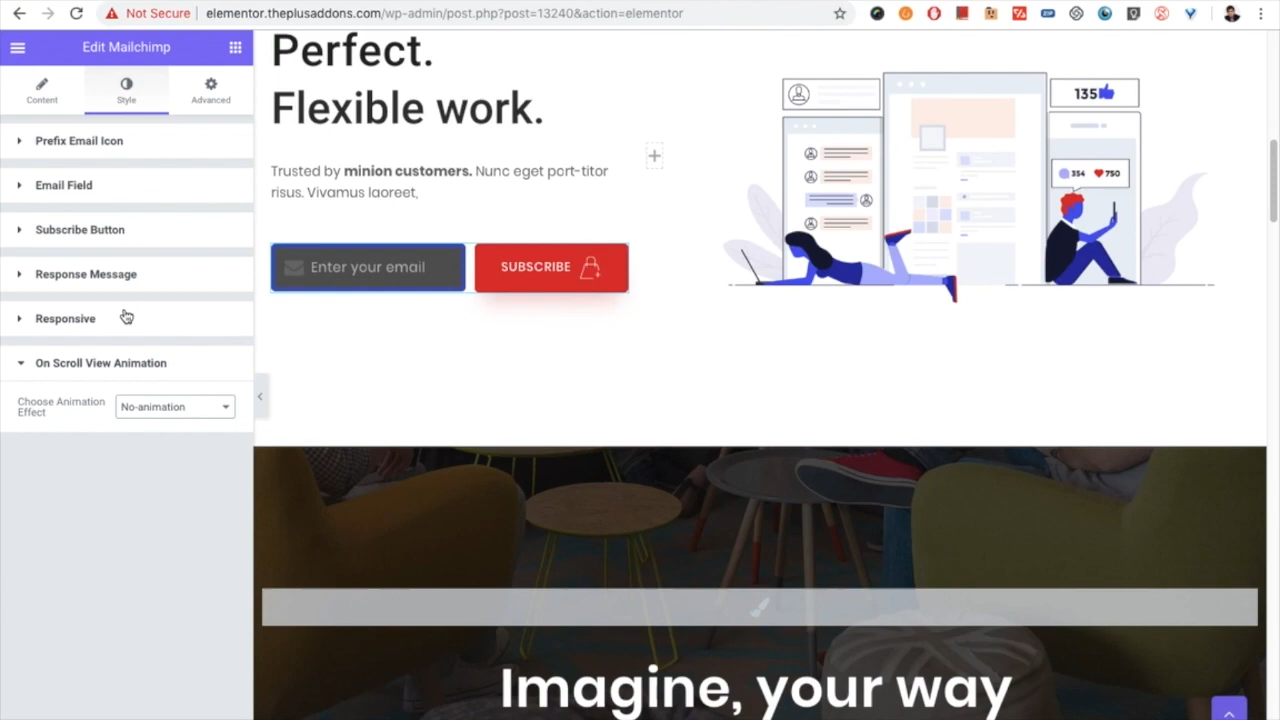 Not Secure
elementor.theplusaddons.com/wp-admin/post.php?post=13240&action=elementor
ZIP
Edit Mailchimp
Content
Style
Advanced
Prefix Email Icon
Email Field
Subscribe Button
Response Message
Responsive
On Scroll View Animation
Choose Animation
Effect
No-animation
Perfect.
Flexible work.
Trusted by minion customers. Nunc eget port-titor
risus. Vivamus laoreet,
Enter your email
SUBSCRIBE
135
354
750
Imagine, your way